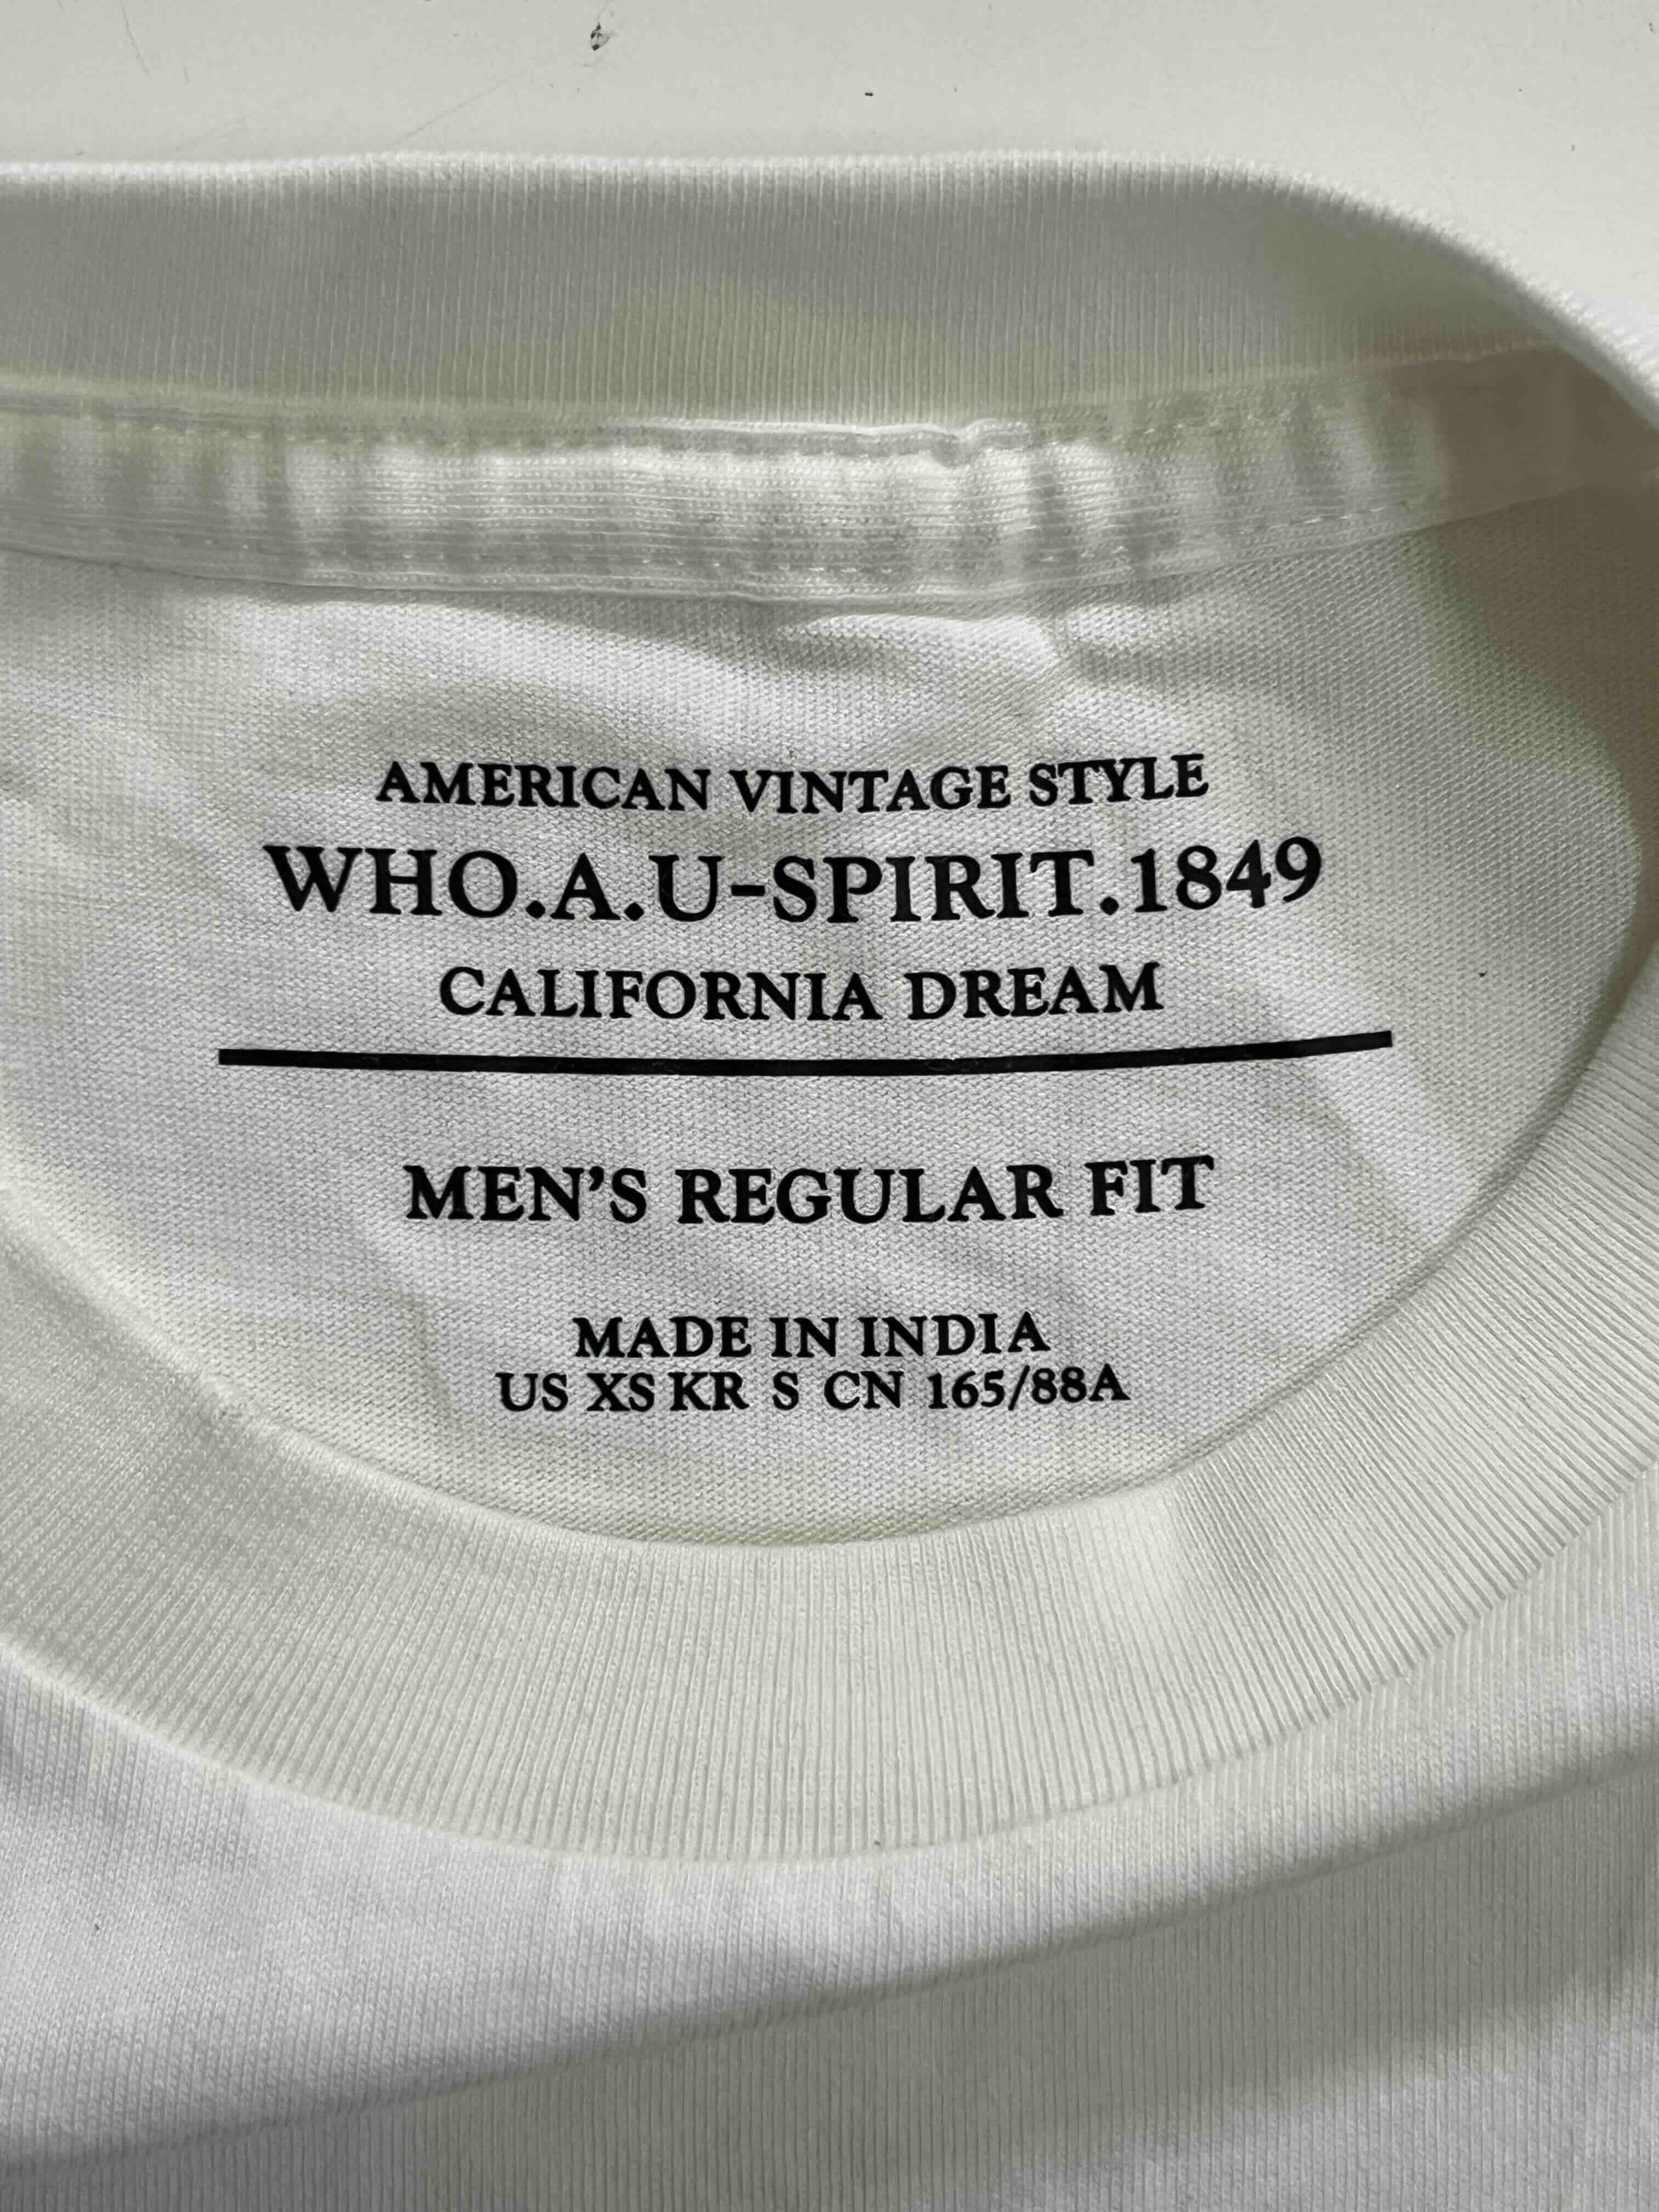 AMERICAN VINTAGE STYLE
WHO.A.U-SPIRIT.1849
CALIFORNIA DREAM
MEN'S REGULAR FIT
MADE IN INDIA
US XS KR S CN 165/88A